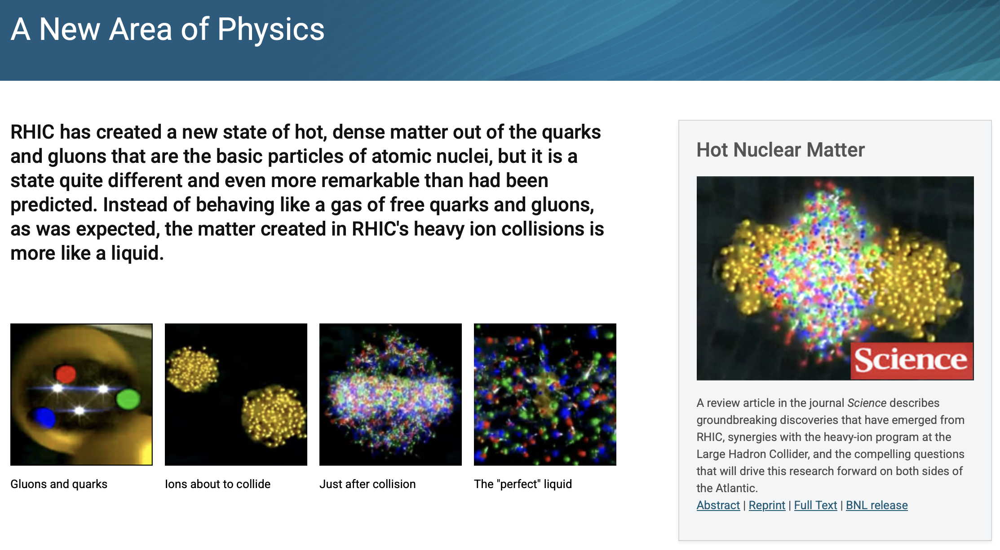 A New Area of Physics
RHIC has created a new state of hot, dense matter out of the quarks
and gluons that are the basic particles of atomic nuclei, but it is a
state quite different and even more remarkable than had been
predicted. Instead of behaving like a gas of free quarks and gluons,
as was expected, the matter created in RHIC's heavy ion collisions is
more like a liquid.
Gluons and quarks
Ions about to collide
Just after collision
The "perfect" liquid
Hot Nuclear Matter
Science
A review article in the journal Science describes
groundbreaking discoveries that have emerged from
RHIC, synergies with the heavy-ion program at the
Large Hadron Collider, and the compelling questions
that will drive this research forward on both sides of
the Atlantic.
Abstract | Reprint | Full Text | BNL release